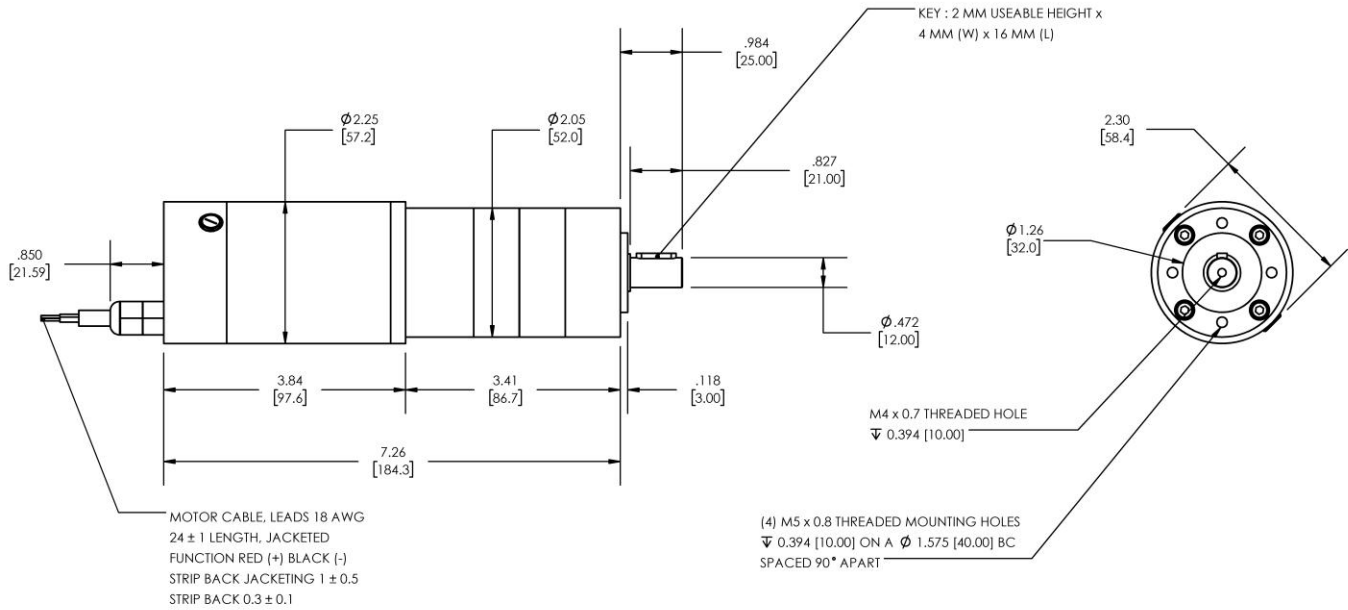 KEY : 2 MM USEABLE HEIGHT x
4 MM (W) x 16 MM (L)
.984
[25.00]
Ø2.25
[57.2]
Ø2.05
[52.0]
2.30
[58.4]
.827
[21.00]
.850
[21.59]
Ø1.26
[32.0]
Ø.472
[12.00]
3.84
[97.6]
3.41
[86.7]
.118
[3.00]
M4 x 0.7 THREADED HOLE
↧ 0.394 [10.00]
7.26
[184.3]
MOTOR CABLE, LEADS 18 AWG
24 ± 1 LENGTH, JACKETED
FUNCTION RED (+) BLACK (-)
STRIP BACK JACKETING 1 ± 0.5
STRIP BACK 0.3 ± 0.1
(4) M5 x 0.8 THREADED MOUNTING HOLES
↧ 0.394 [10.00] ON A Ø 1.575 [40.00] BC
SPACED 90° APART